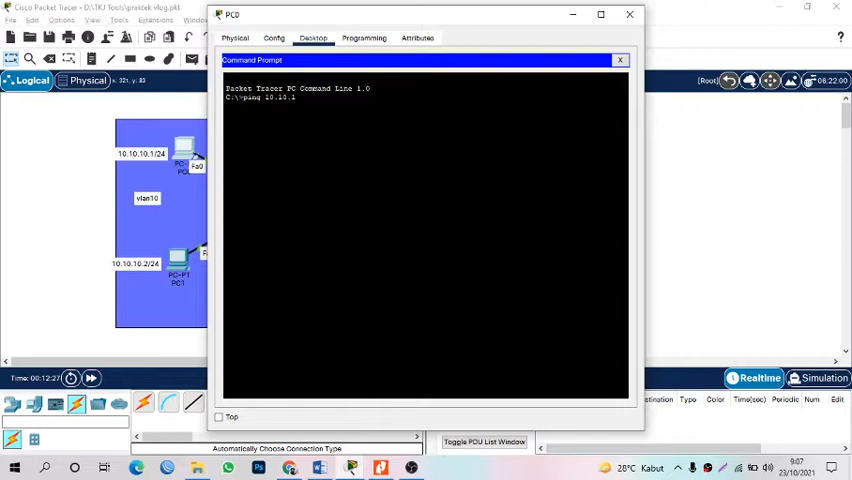 Cisco Packet Tracer - D:\TKJ Tools\praktek vlog.pkt
PC0
File Edit Options View Tools Extensions Window
Physical Config Desktop Programming Attributes
Command Prompt
X
Logical Physical x: 321, y: 83
[Root] 08:22:00
Packet Tracer PC Command Line 1.0
C:\>ping 10.10.1
10.10.10.1/24
Fa0
vlan10
10.10.10.2/24
PC-PT
PC1
Time: 00:12:27
Realtime
Simulation
Top
Time(sec) Periodic Num Edit
Color
Automatically Choose Connection Type
Toggle PDU List Window
28°C Kabut
9:07
23/10/2021